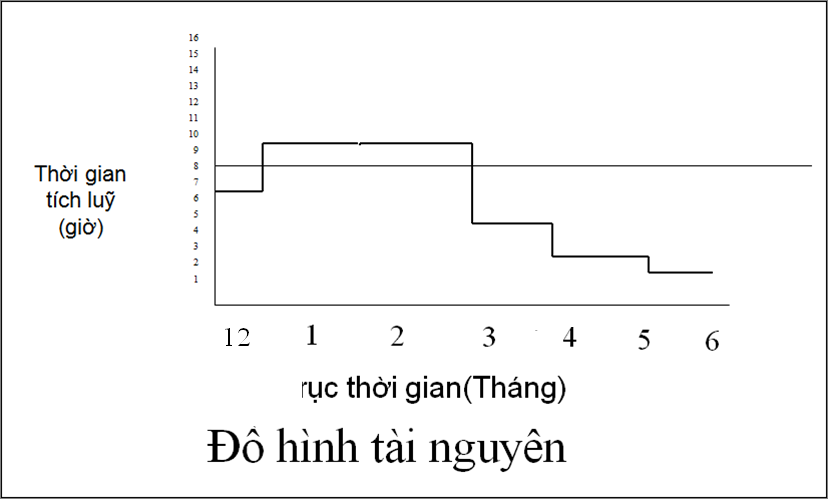 16
15
14
13
12
11
10
9
8
7
6
5
4
3
2
1
Thời gian
tích luỹ
(giờ)
12 1 2 3 4 5 6
rục thời gian(Tháng)
Đồ hình tài nguyên